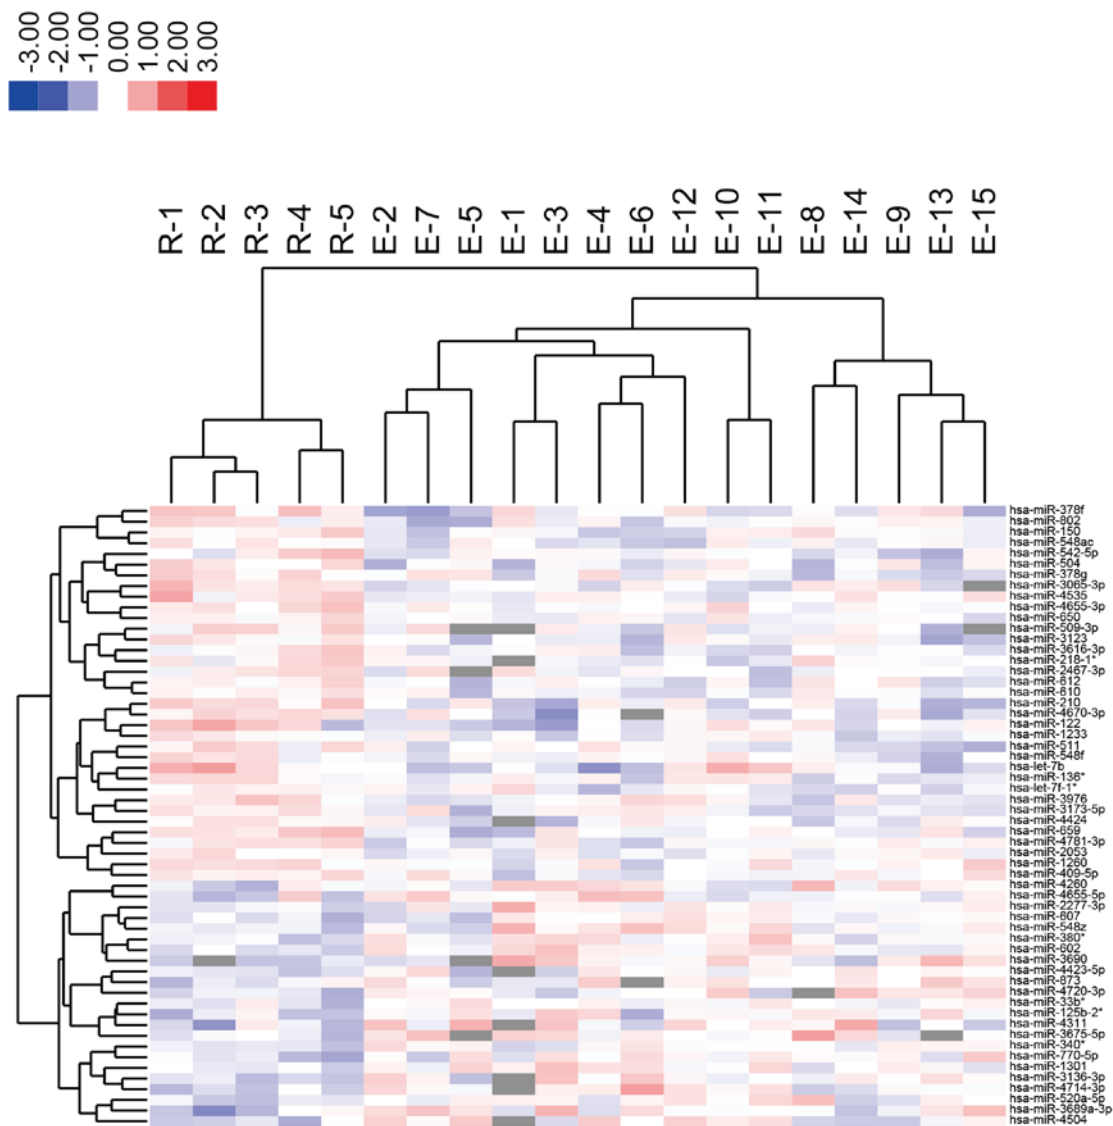 -3.00
-2.00
-1.00
0.00
1.00
2.00
3.00
R-1
R-2
R-3
R-4
R-5
E-2
E-7
E-5
E-1
E-3
E-4
E-6
E-12
E-10
E-11
E-8
E-14
E-9
E-13
E-15
hsa-miR-378f
hsa-miR-802
hsa-miR-150
hsa-miR-548ac
hsa-miR-542-5p
hsa-miR-504
hsa-miR-378g
hsa-miR-3065-3p
hsa-miR-4535
hsa-miR-4655-3p
hsa-miR-650
hsa-miR-509-3p
hsa-miR-3123
hsa-miR-3616-3p
hsa-miR-218-1*
hsa-miR-2467-3p
hsa-miR-612
hsa-miR-610
hsa-miR-210
hsa-miR-4670-3p
hsa-miR-122
hsa-miR-1233
hsa-miR-511
hsa-miR-548f
hsa-let-7b
hsa-miR-136*
hsa-let-7f-1*
hsa-miR-3976
hsa-miR-3173-5p
hsa-miR-4424
hsa-miR-659
hsa-miR-4781-3p
hsa-miR-2053
hsa-miR-1260
hsa-miR-409-5p
hsa-miR-4260
hsa-miR-4655-5p
hsa-miR-2277-3p
hsa-miR-607
hsa-miR-548z
hsa-miR-380*
hsa-miR-602
hsa-miR-3690
hsa-miR-4423-5p
hsa-miR-873
hsa-miR-4720-3p
hsa-miR-33b*
hsa-miR-125b-2*
hsa-miR-4311
hsa-miR-3675-5p
hsa-miR-340*
hsa-miR-770-5p
hsa-miR-1301
hsa-miR-3136-3p
hsa-miR-4714-3p
hsa-miR-520a-5p
hsa-miR-3689a-3p
hsa-miR-4504